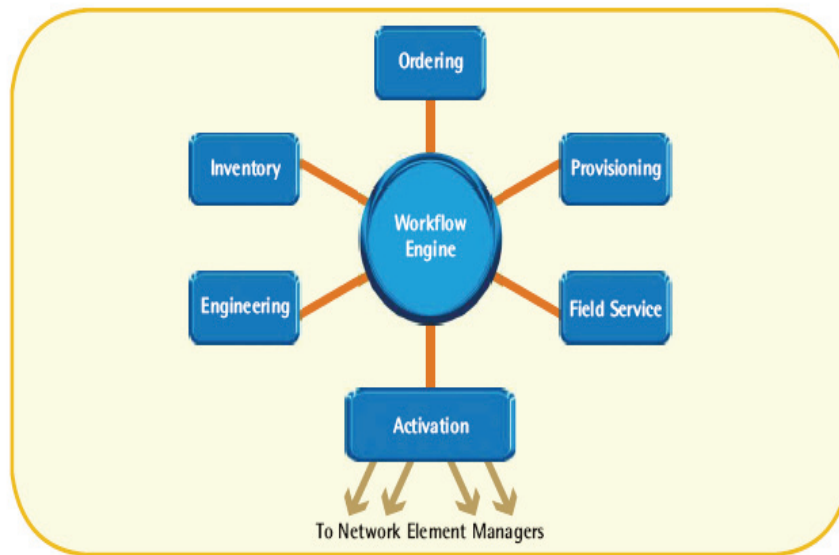 Ordering
Inventory
Provisioning
Workflow
Engine
Engineering
Field Service
Activation
To Network Element Managers